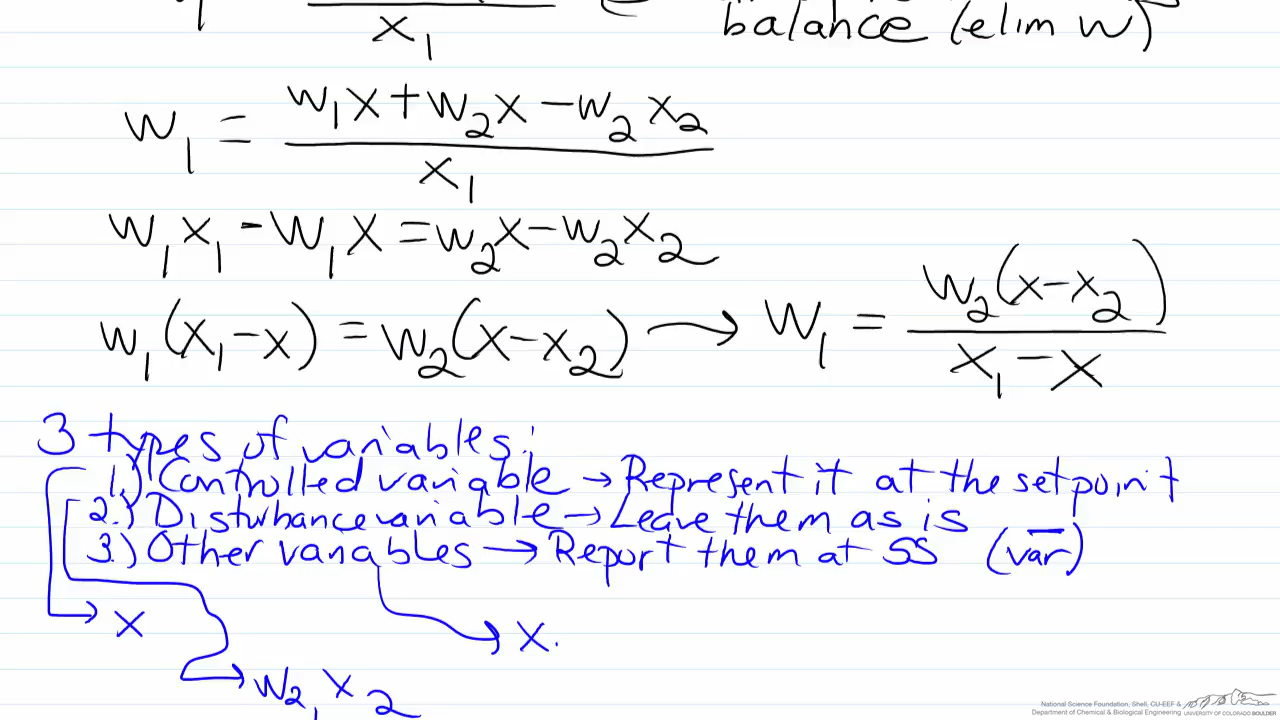 x₁
balance (elim w)
w₁ = (w₁x + w₂x - w₂x₂) / x₁
w₁x₁ - w₁x = w₂x - w₂x₂
w₁(x₁ - x) = w₂(x - x₂) → w₁ = w₂(x - x₂) / (x₁ - x)
3 types of variables:
1.) Controlled variable → Represent it at the setpoint
2.) Disturbance variable → Leave them as is
3.) Other variables → Report them at SS (v̅a̅r̅)
→ x
→ x.
→ w₂, x₂
National Science Foundation, Shell, CU-EEF &
Department of Chemical & Biological Engineering
UNIVERSITY OF COLORADO BOULDER